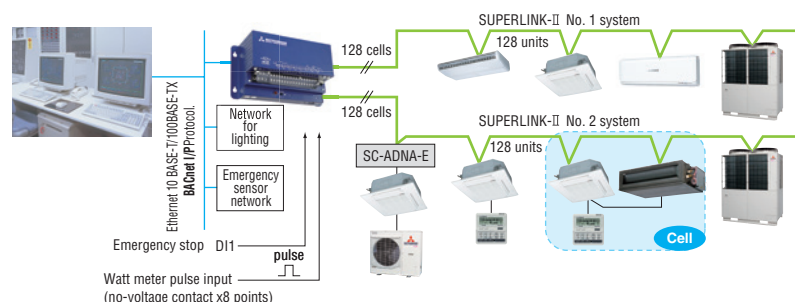 SUPERLINK-II No. 1 system
128 cells
128 units
128 cells
SUPERLINK-II No. 2 system
128 units
Ethernet 10 BASE-T/100BASE-TX
BACnet I/PProtocol.
Network
for
lighting
Emergency
sensor
network
SC-ADNA-E
Cell
Emergency stop DI1
pulse
Watt meter pulse input
(no-voltage contact x8 points)